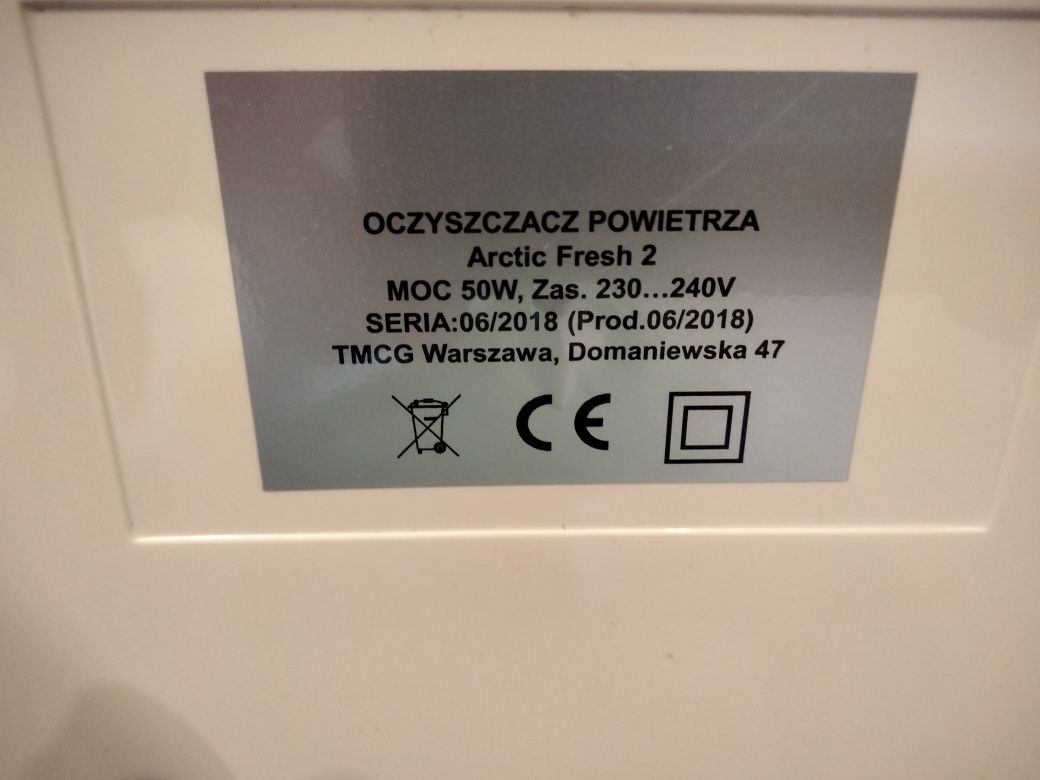 OCZYSZCZACZ POWIETRZA
Arctic Fresh 2
MOC 50W, Zas. 230...240V
SERIA:06/2018 (Prod.06/2018)
TMCG Warszawa, Domaniewska 47
CE